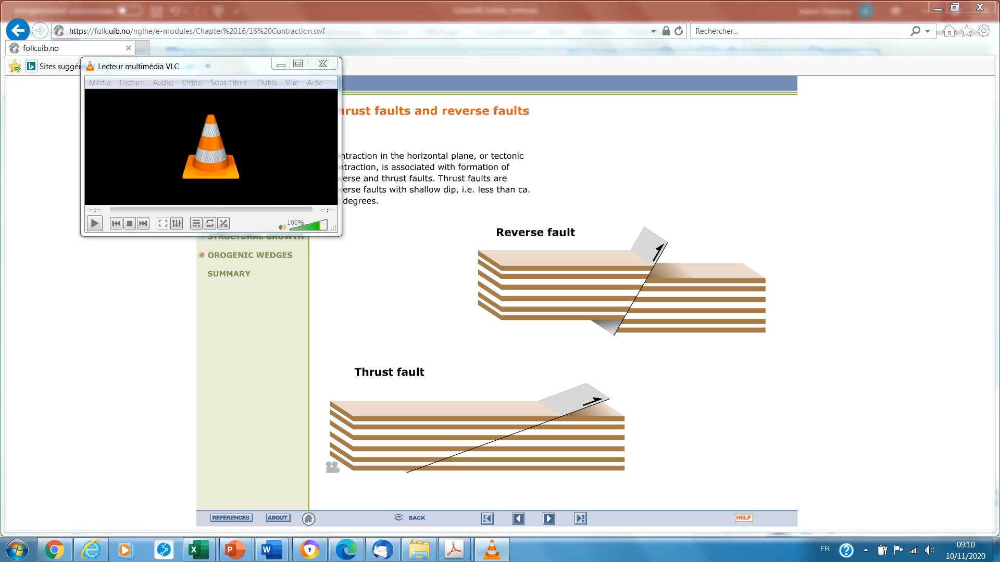 https://folk.uib.no/nglhe/e-modules/Chapter%2016/16%20Contraction.swf
Rechercher...
folk.uib.no
Sites suggér
Lecteur multimédia VLC
Média Lecture Audio Vidéo Sous-titres Outils Vue Aide
--:-- --:--
100%
hrust faults and reverse faults
ntraction in the horizontal plane, or tectonic
ntraction, is associated with formation of
erse and thrust faults. Thrust faults are
erse faults with shallow dip, i.e. less than ca.
degrees.
STRUCTURAL GROWTH
OROGENIC WEDGES
SUMMARY
Reverse fault
Thrust fault
REFERENCES ABOUT BACK HELP
FR
09:10
10/11/2020